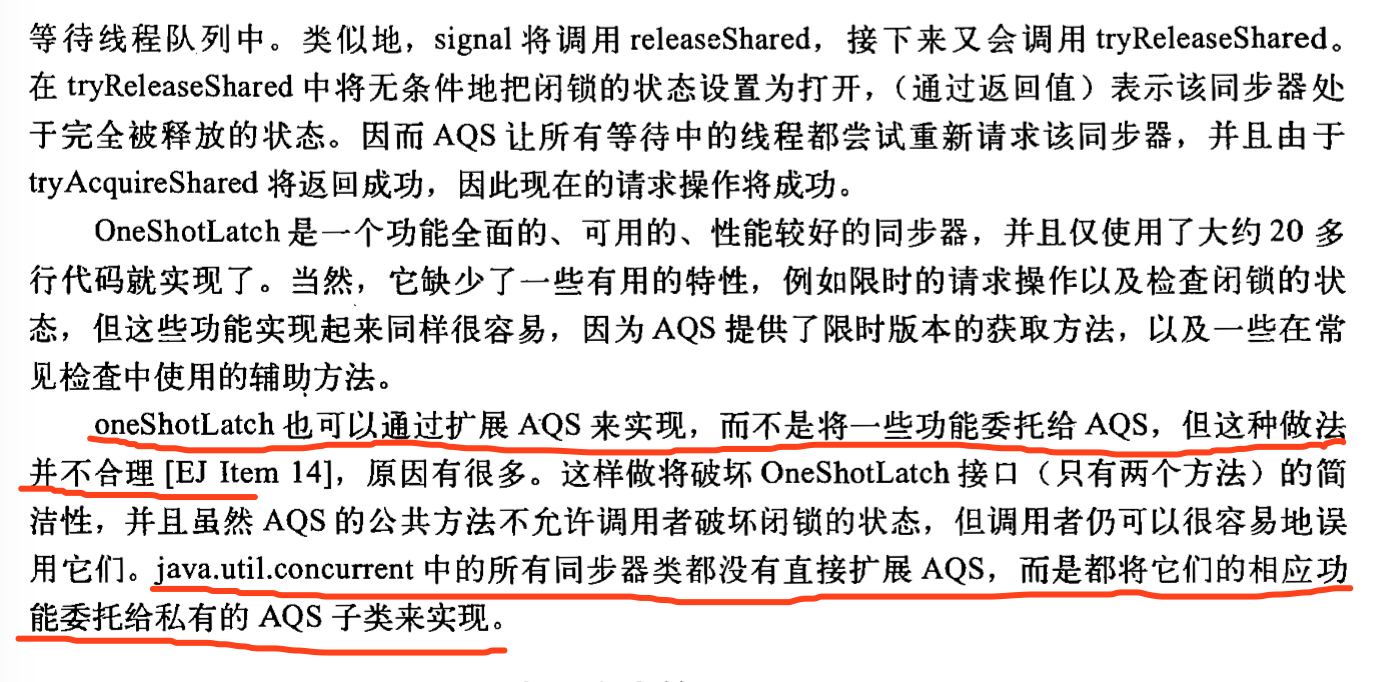 等待线程队列中。类似地，signal 将调用 releaseShared，接下来又会调用 tryReleaseShared。
在 tryReleaseShared 中将无条件地把闭锁的状态设置为打开，（通过返回值）表示该同步器处
于完全被释放的状态。因而 AQS 让所有等待中的线程都尝试重新请求该同步器，并且由于
tryAcquireShared 将返回成功，因此现在的请求操作将成功。
OneShotLatch 是一个功能全面的、可用的、性能较好的同步器，并且仅使用了大约 20 多
行代码就实现了。当然，它缺少了一些有用的特性，例如限时的请求操作以及检查闭锁的状
态，但这些功能实现起来同样很容易，因为 AQS 提供了限时版本的获取方法，以及一些在常
见检查中使用的辅助方法。
oneShotLatch 也可以通过扩展 AQS 来实现，而不是将一些功能委托给 AQS，但这种做法
并不合理 [EJ Item 14]，原因有很多。这样做将破坏 OneShotLatch 接口（只有两个方法）的简
洁性，并且虽然 AQS 的公共方法不允许调用者破坏闭锁的状态，但调用者仍可以很容易地误
用它们。java.util.concurrent 中的所有同步器类都没有直接扩展 AQS，而是都将它们的相应功
能委托给私有的 AQS 子类来实现。